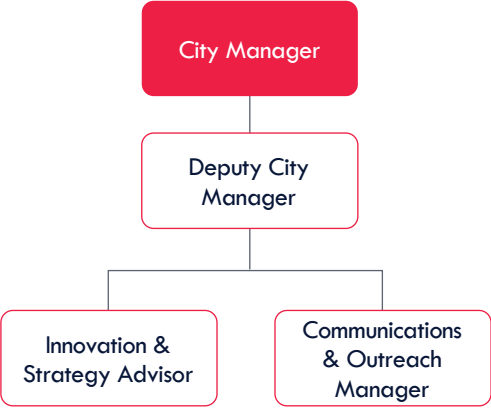 City Manager
Deputy City
Manager
Innovation &
Strategy Advisor
Communications
& Outreach
Manager